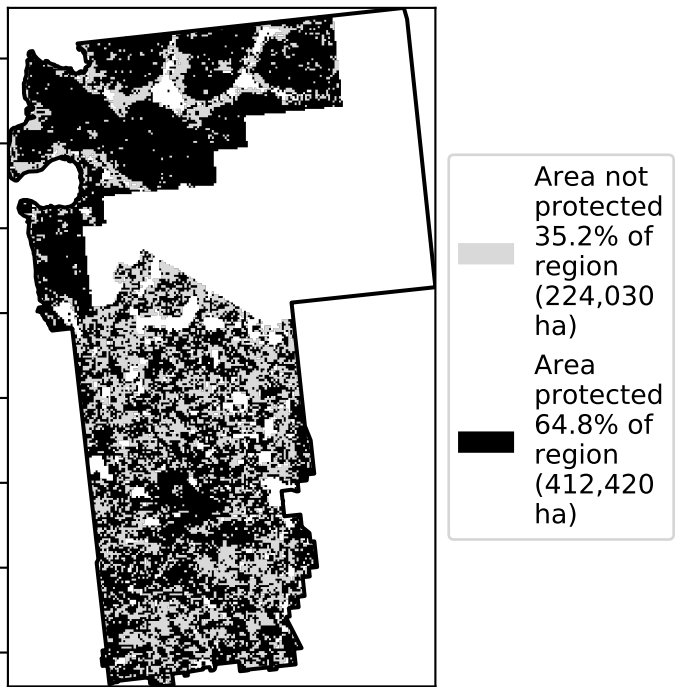 Area not
protected
35.2% of
region
(224,030
ha)
Area
protected
64.8% of
region
(412,420
ha)